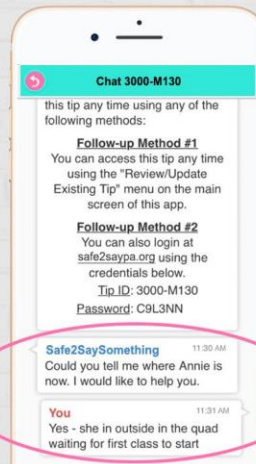 Chat 3000-M130
this tip any time using any of the
following methods:
Follow-up Method #1
You can access this tip any time
using the "Review/Update
Existing Tip" menu on the main
screen of this app.
Follow-up Method #2
You can also login at
safe2saypa.org using the
credentials below.
Tip ID: 3000-M130
Password: C9L3NN
Safe2SaySomething 11:30 AM
Could you tell me where Annie is
now. I would like to help you.
You 11:31 AM
Yes - she in outside in the quad
waiting for first class to start